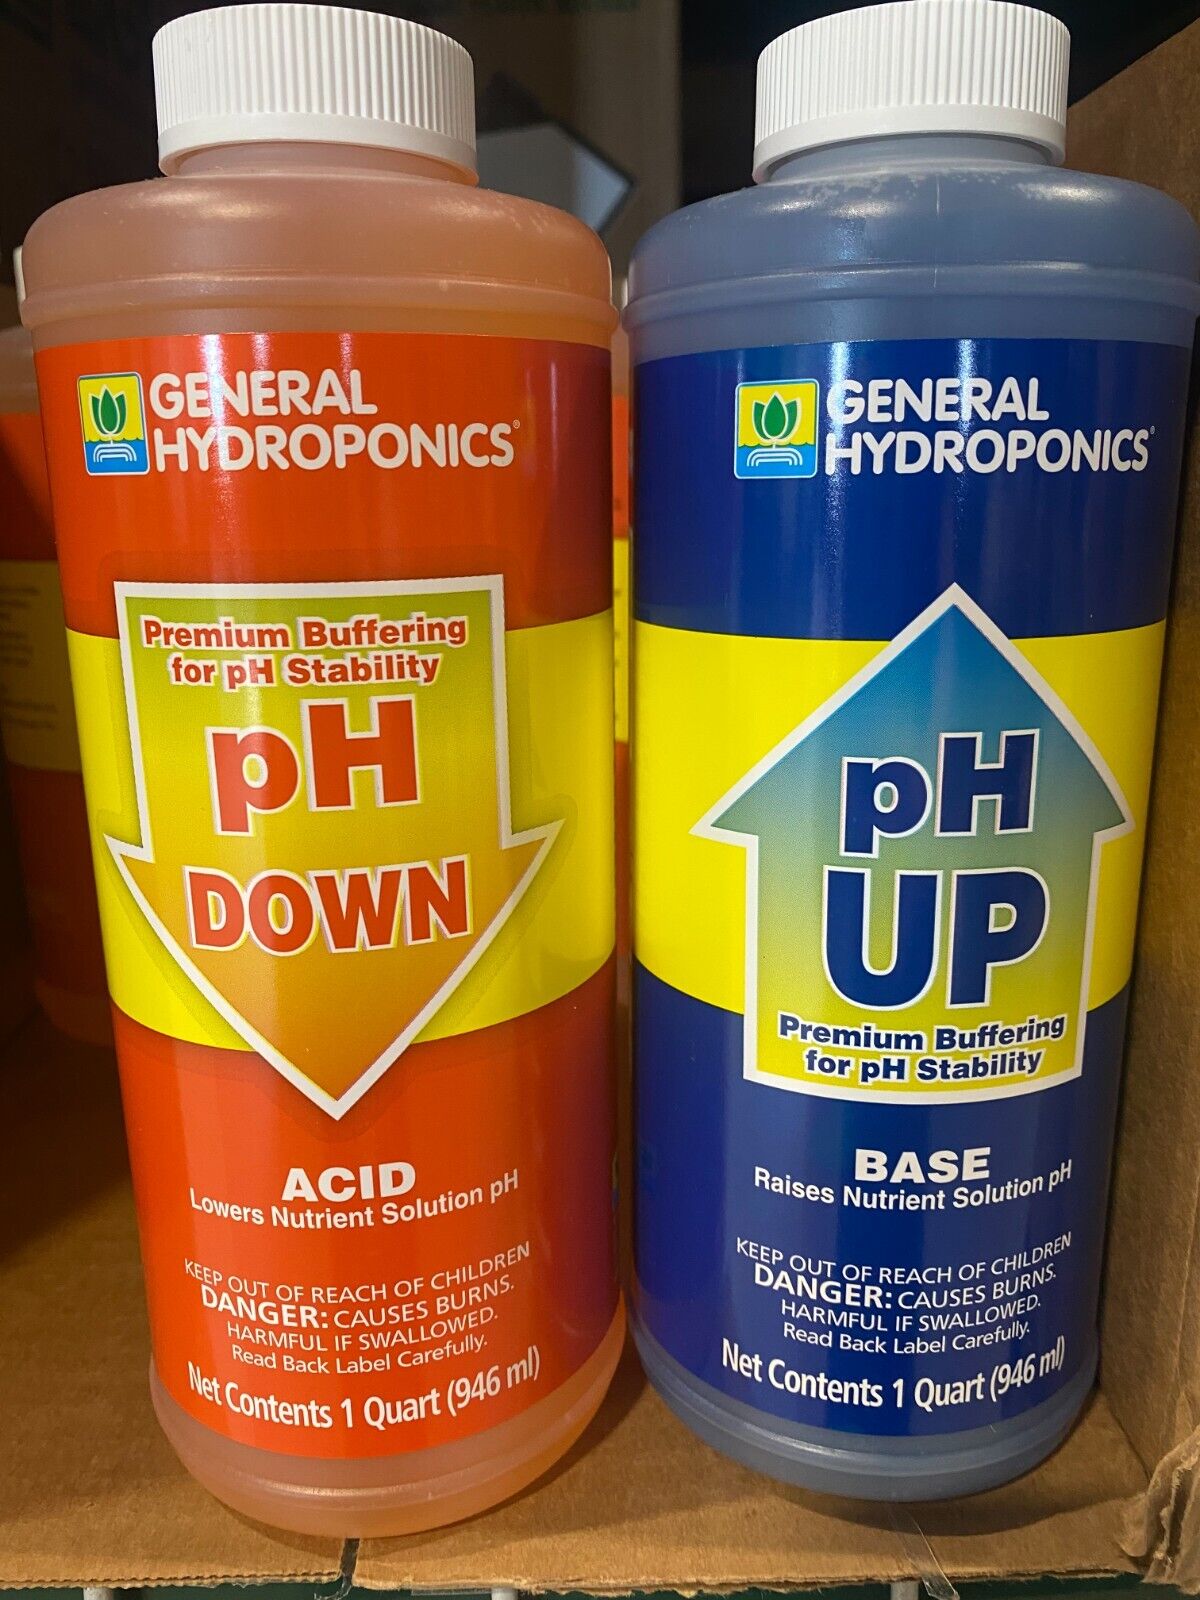 GENERAL
HYDROPONICS®
Premium Buffering
for pH Stability
pH
DOWN
ACID
Lowers Nutrient Solution pH
KEEP OUT OF REACH OF CHILDREN
DANGER: CAUSES BURNS.
HARMFUL IF SWALLOWED.
Read Back Label Carefully.
Net Contents 1 Quart (946 ml)
GENERAL
HYDROPONICS®
pH
UP
Premium Buffering
for pH Stability
BASE
Raises Nutrient Solution pH
KEEP OUT OF REACH OF CHILDREN
DANGER: CAUSES BURNS.
HARMFUL IF SWALLOWED.
Read Back Label Carefully.
Net Contents 1 Quart (946 ml)